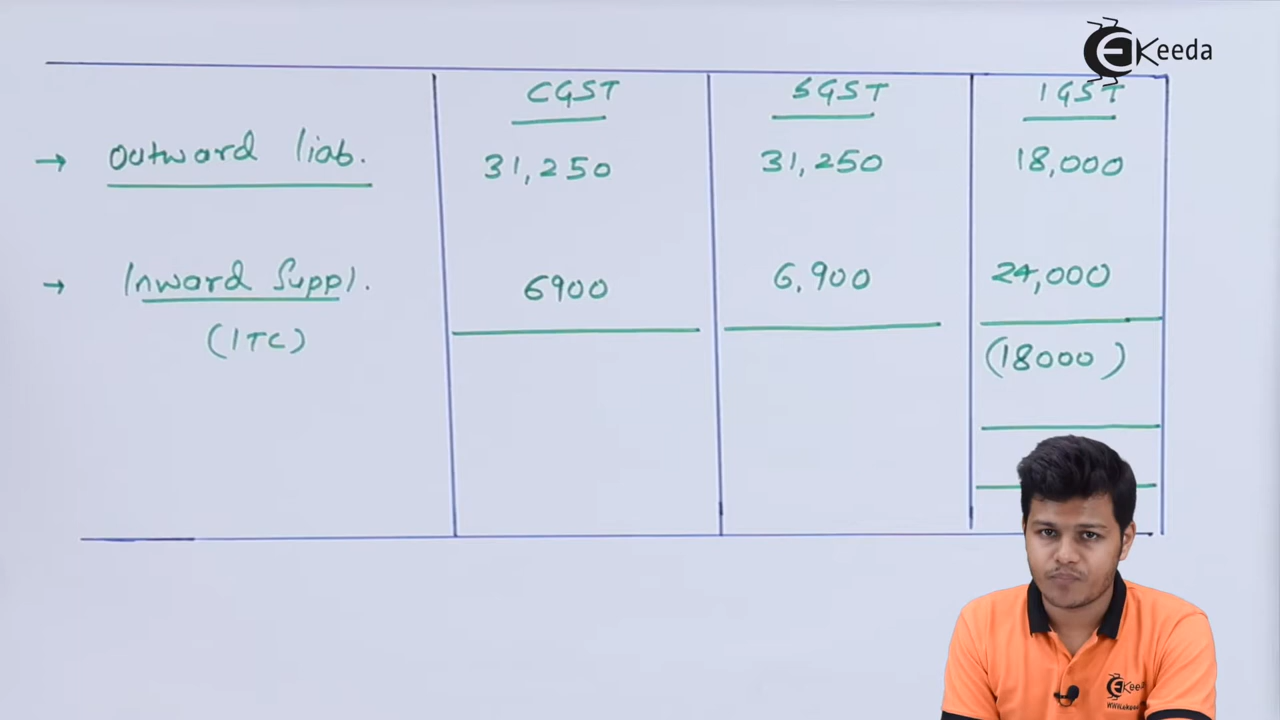 EKeeda
CGST SGST IGST
→ Outward liab. 31,250 31,250 18,000
→ Inward Suppl. 6900 6,900 24,000
(ITC) (18000)